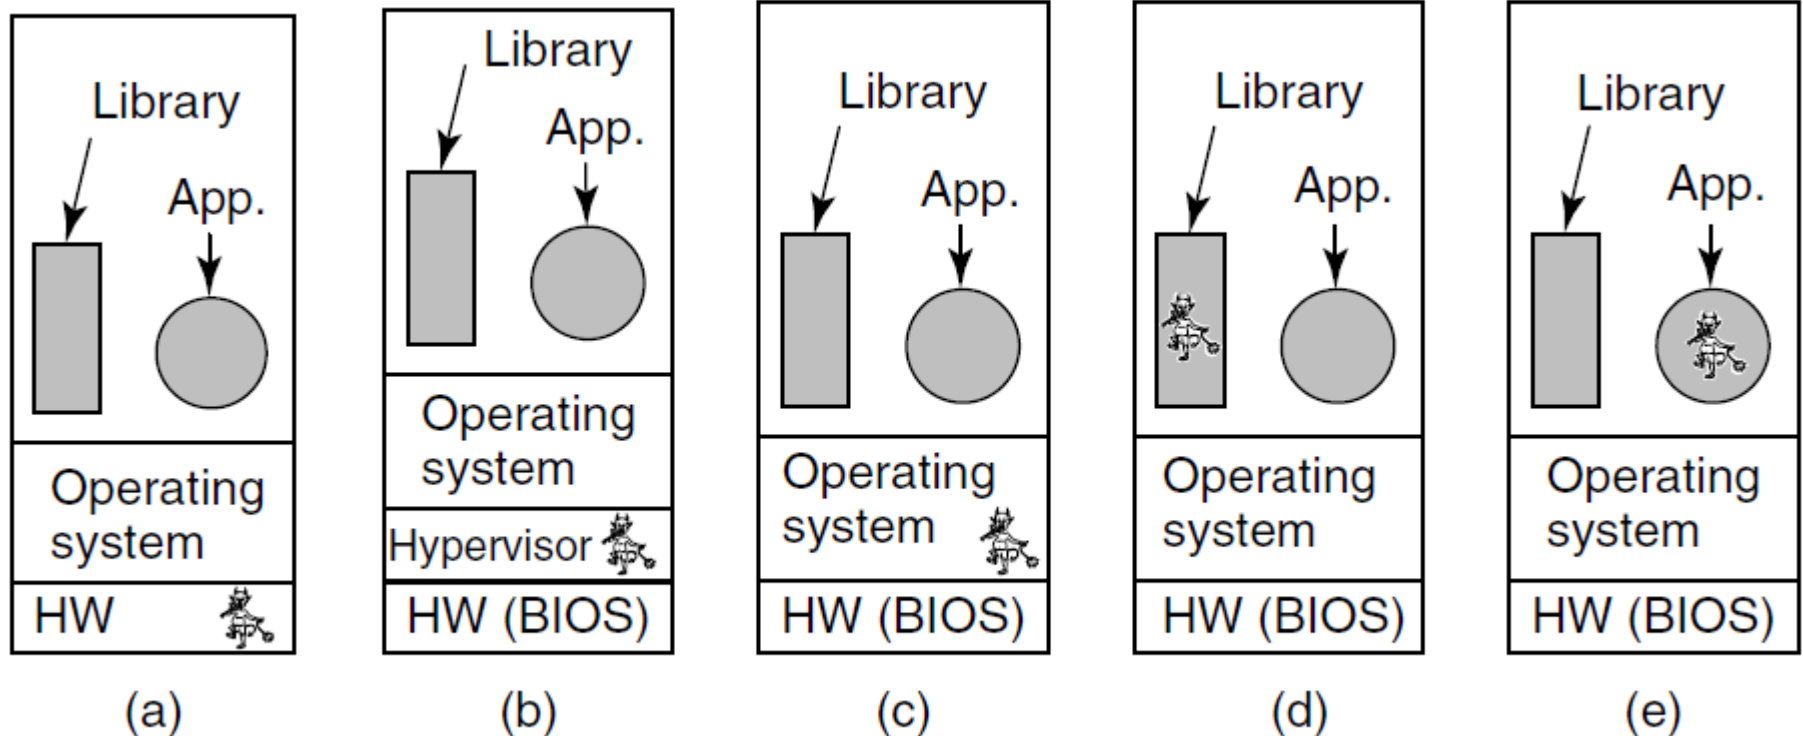 Library
App.
Operating
system
HW
(a)
Library
App.
Operating
system
Hypervisor
HW (BIOS)
(b)
Library
App.
Operating
system
HW (BIOS)
(c)
Library
App.
Operating
system
HW (BIOS)
(d)
Library
App.
Operating
system
HW (BIOS)
(e)